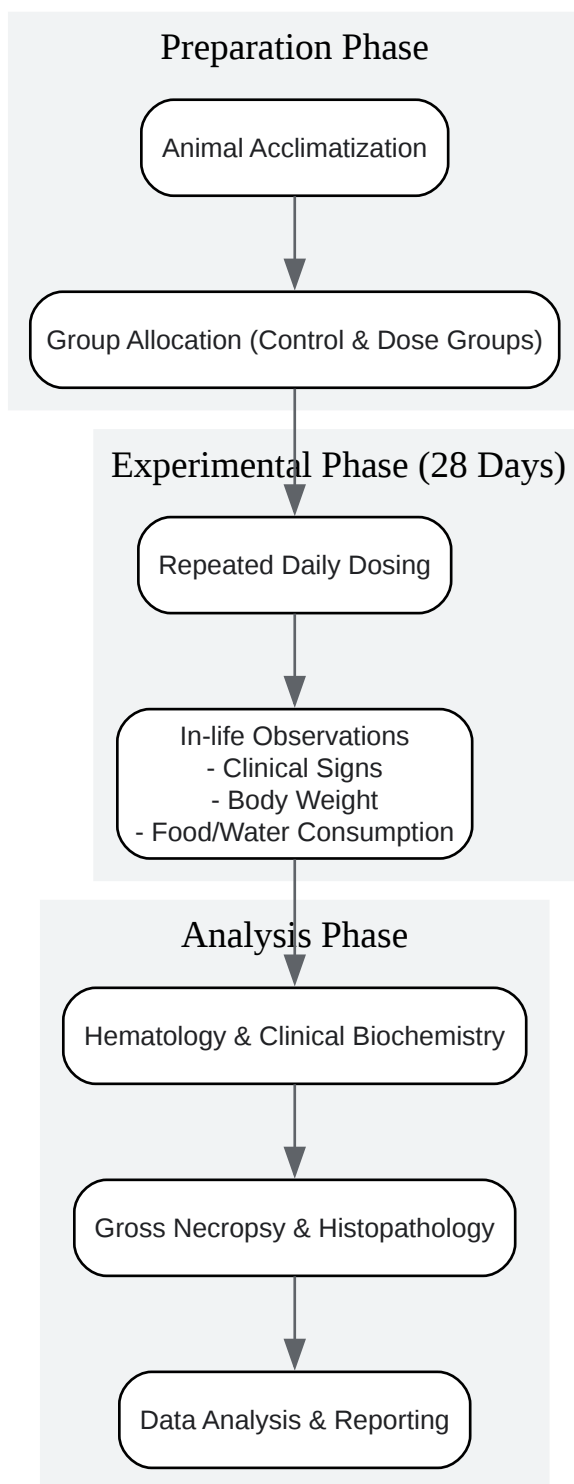 Preparation Phase
Animal Acclimatization
Group Allocation (Control & Dose Groups)
Experimental Phase (28 Days)
Repeated Daily Dosing
In-life Observations
- Clinical Signs
- Body Weight
- Food/Water Consumption
Analysis Phase
Hematology & Clinical Biochemistry
Gross Necropsy & Histopathology
Data Analysis & Reporting